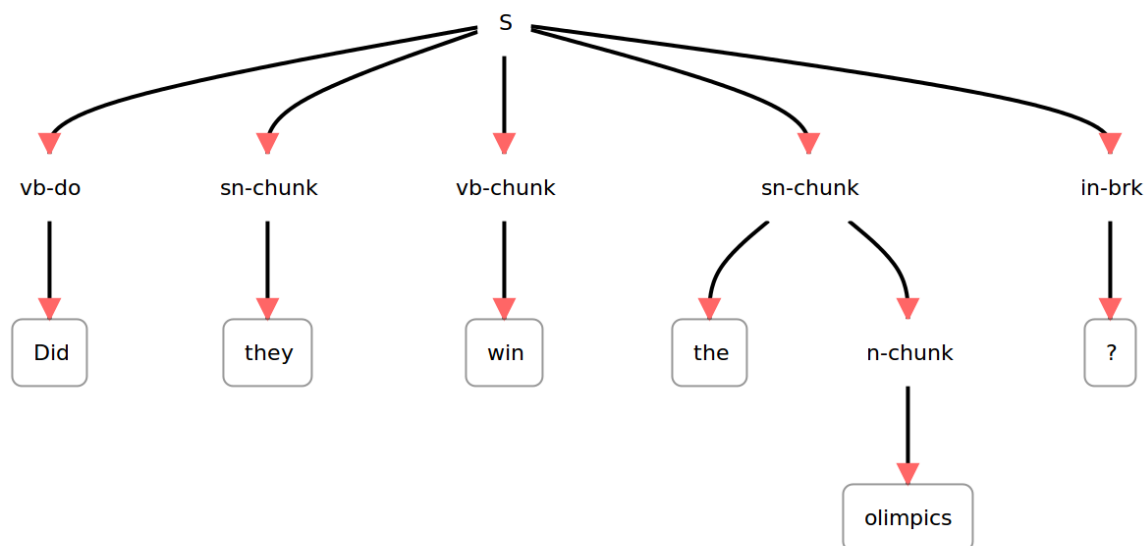 S
vb-do sn-chunk vb-chunk sn-chunk in-brk
Did they win the n-chunk ?
olimpics